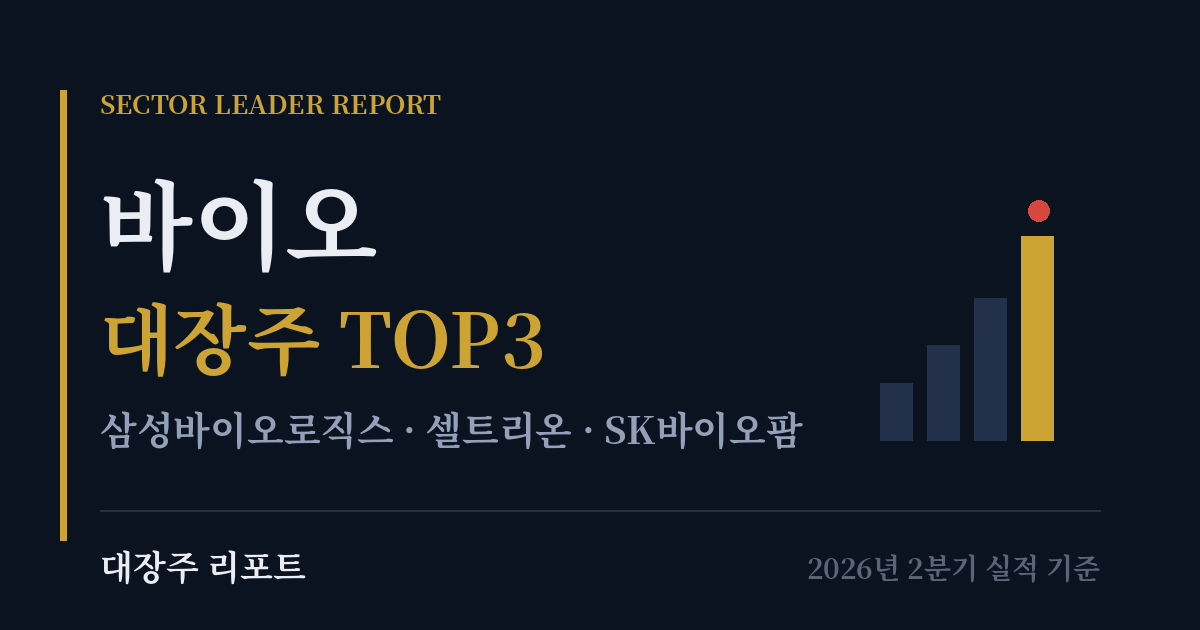 SECTOR LEADER REPORT
바이오
대장주 TOP3
삼성바이오로직스 · 셀트리온 · SK바이오팜
대장주 리포트
2026년 2분기 실적 기준